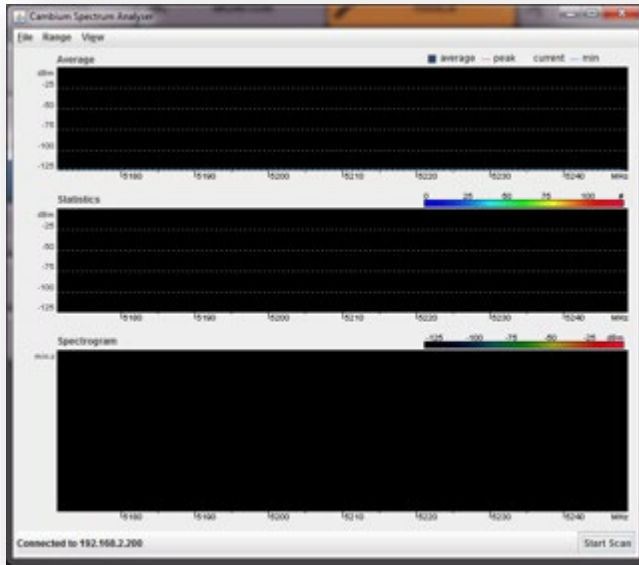 Cambium Spectrum Analyser
File Range View
Average
average peak current min
dBm
-25
-50
-75
-100
-125
5180 5190 5200 5210 5220 5230 5240 MHz
Statistics
0 25 50 75 100 #
dBm
-25
-50
-75
-100
-125
5180 5190 5200 5210 5220 5230 5240 MHz
Spectrogram
-125 -100 -75 -50 -25 dBm
min:s
5180 5190 5200 5210 5220 5230 5240 MHz
Connected to 192.168.2.200
Start Scan